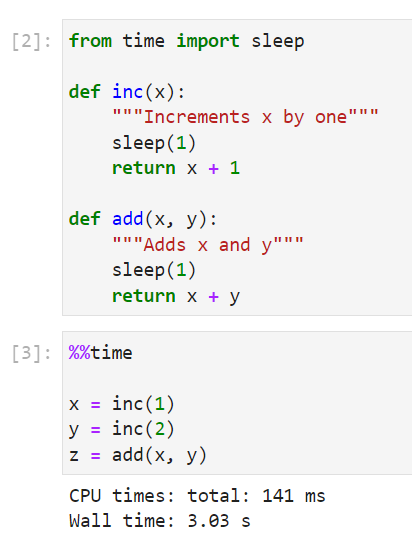 [2]: from time import sleep
def inc(x):
"""Increments x by one"""
sleep(1)
return x + 1
def add(x, y):
"""Adds x and y"""
sleep(1)
return x + y
[3]: %%time
x = inc(1)
y = inc(2)
z = add(x, y)
CPU times: total: 141 ms
Wall time: 3.03 s